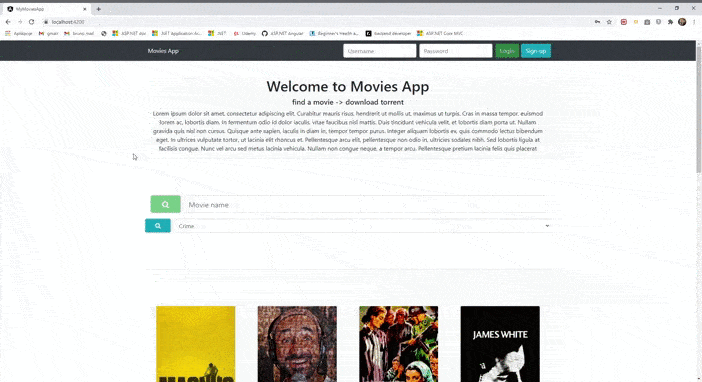 MyMoviesApp
localhost:4200
gmail
ASP.NET
.NET
Udemy
ASP.NET Angular
Beginner's Health a...
backend developer
ASP.NET Core MVC
Movies App
Username
Password
Login
Sign-up
Welcome to Movies App
find a movie -> download torrent
Lorem ipsum dolor sit amet, consectetur adipiscing elit. Curabitur mauris risus, hendrerit ut mollis ut, maximus ut turpis. Cras in massa tempor, euismod
lorem ac, lobortis diam. In fermentum odio id dolor iaculis, vitae faucibus nisl mattis. Duis tincidunt vehicula velit, et lobortis diam porta ut. Nullam
gravida quis nisl non cursus. Quisque ante sapien, iaculis in diam in, tempor tempor purus. Integer aliquam lobortis ex, quis commodo lectus bibendum
eget. In ultrices vulputate tortor, ut lacinia elit rhoncus et. Pellentesque arcu elit, pellentesque non odio in, ultricies sodales nibh. Sed lobortis ligula at
facilisis congue. Nunc vel arcu sed metus lacinia vehicula. Nullam non congue neque, a tempor arcu. Pellentesque pretium lacinia felis quis placerat
Movie name
Crime
JAMES WHITE